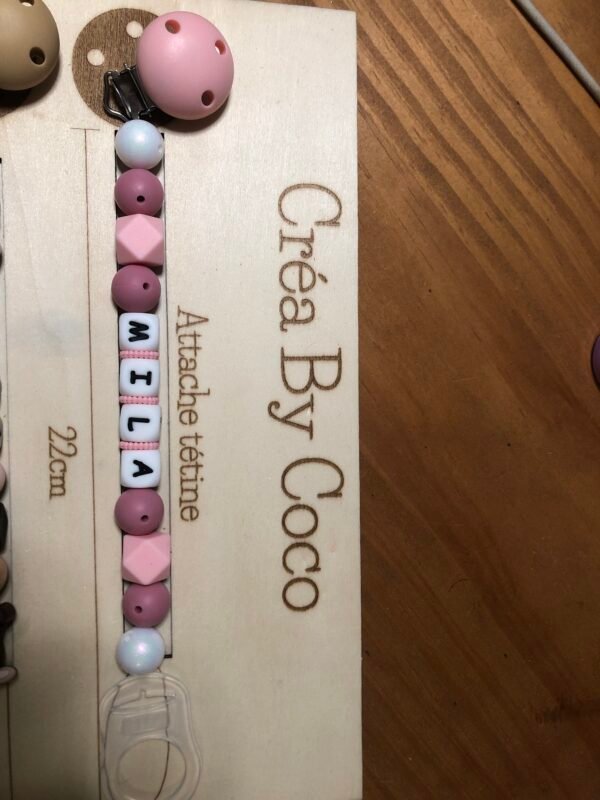 Créa By Coco
Attache tétine
MILA
22cm